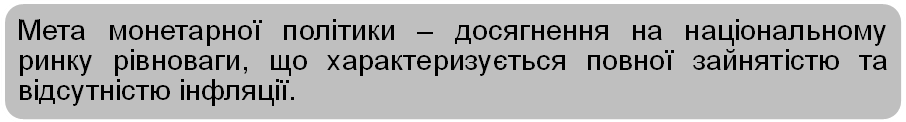 Мета монетарної політики – досягнення на національному
ринку рівноваги, що характеризується повної зайнятістю та
відсутністю інфляції.